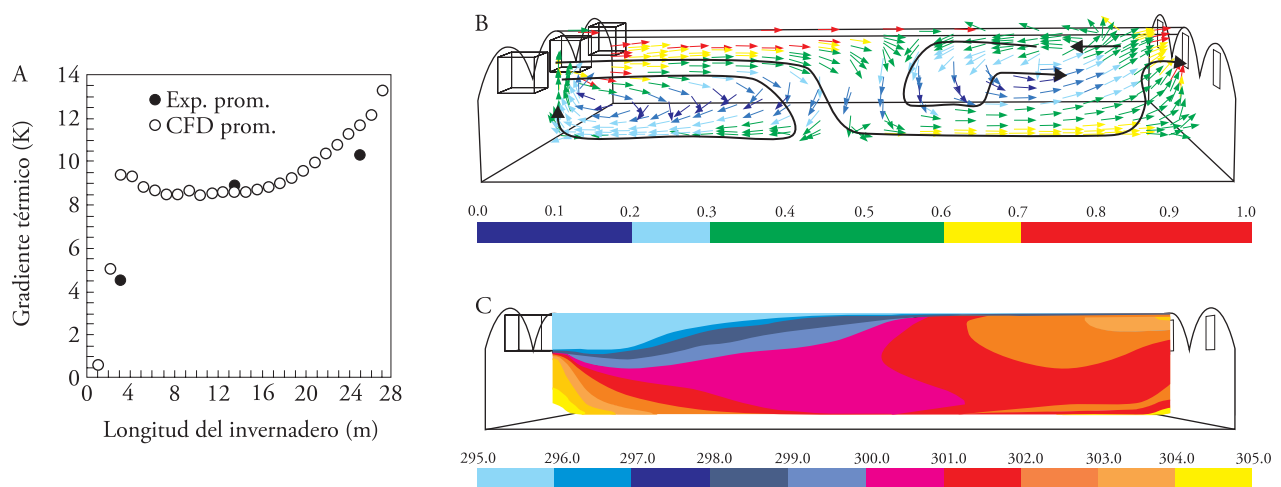 A
14
12
10
8
6
4
2
0
Gradiente térmico (K)
Exp. prom.
CFD prom.
0 4 8 12 16 20 24 28
Longitud del invernadero (m)
B
0.0 0.1 0.2 0.3 0.4 0.5 0.6 0.7 0.8 0.9 1.0
C
295.0 296.0 297.0 298.0 299.0 300.0 301.0 302.0 303.0 304.0 305.0